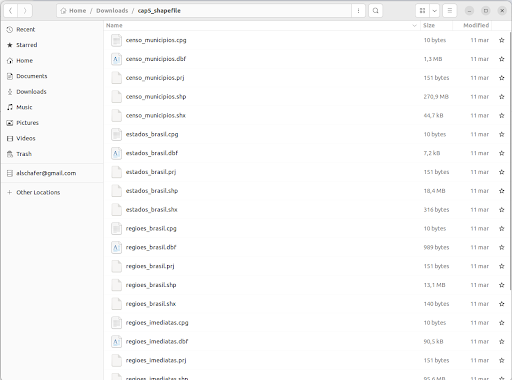 Home / Downloads / cap5_shapefile
Name Size Modified
Recent
Starred
Home
Documents
Downloads
Music
Pictures
Videos
Trash
alschafer@gmail.com
+ Other Locations
censo_municipios.cpg 10 bytes 11 mar
censo_municipios.dbf 1,3 MB 11 mar
censo_municipios.prj 151 bytes 11 mar
censo_municipios.shp 270,9 MB 11 mar
censo_municipios.shx 44,7 kB 11 mar
estados_brasil.cpg 10 bytes 11 mar
estados_brasil.dbf 7,2 kB 11 mar
estados_brasil.prj 151 bytes 11 mar
estados_brasil.shp 18,4 MB 11 mar
estados_brasil.shx 316 bytes 11 mar
regioes_brasil.cpg 10 bytes 11 mar
regioes_brasil.dbf 989 bytes 11 mar
regioes_brasil.prj 151 bytes 11 mar
regioes_brasil.shp 13,1 MB 11 mar
regioes_brasil.shx 140 bytes 11 mar
regioes_imediatas.cpg 10 bytes 11 mar
regioes_imediatas.dbf 90,5 kB 11 mar
regioes_imediatas.prj 151 bytes 11 mar
regioes_imediatas.shp 95,6 MB 11 mar